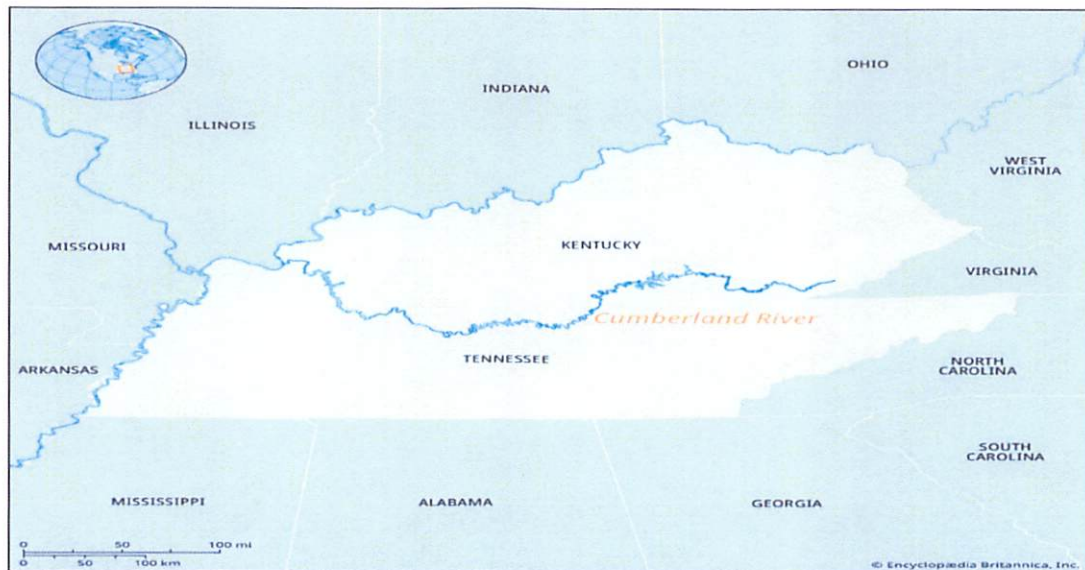 OHIO
INDIANA
ILLINOIS
WEST
VIRGINIA
MISSOURI
KENTUCKY
VIRGINIA
Cumberland River
TENNESSEE
ARKANSAS
NORTH
CAROLINA
SOUTH
CAROLINA
MISSISSIPPI
ALABAMA
GEORGIA
0 50 100 mi
0 50 100 km
© Encyclopædia Britannica, Inc.